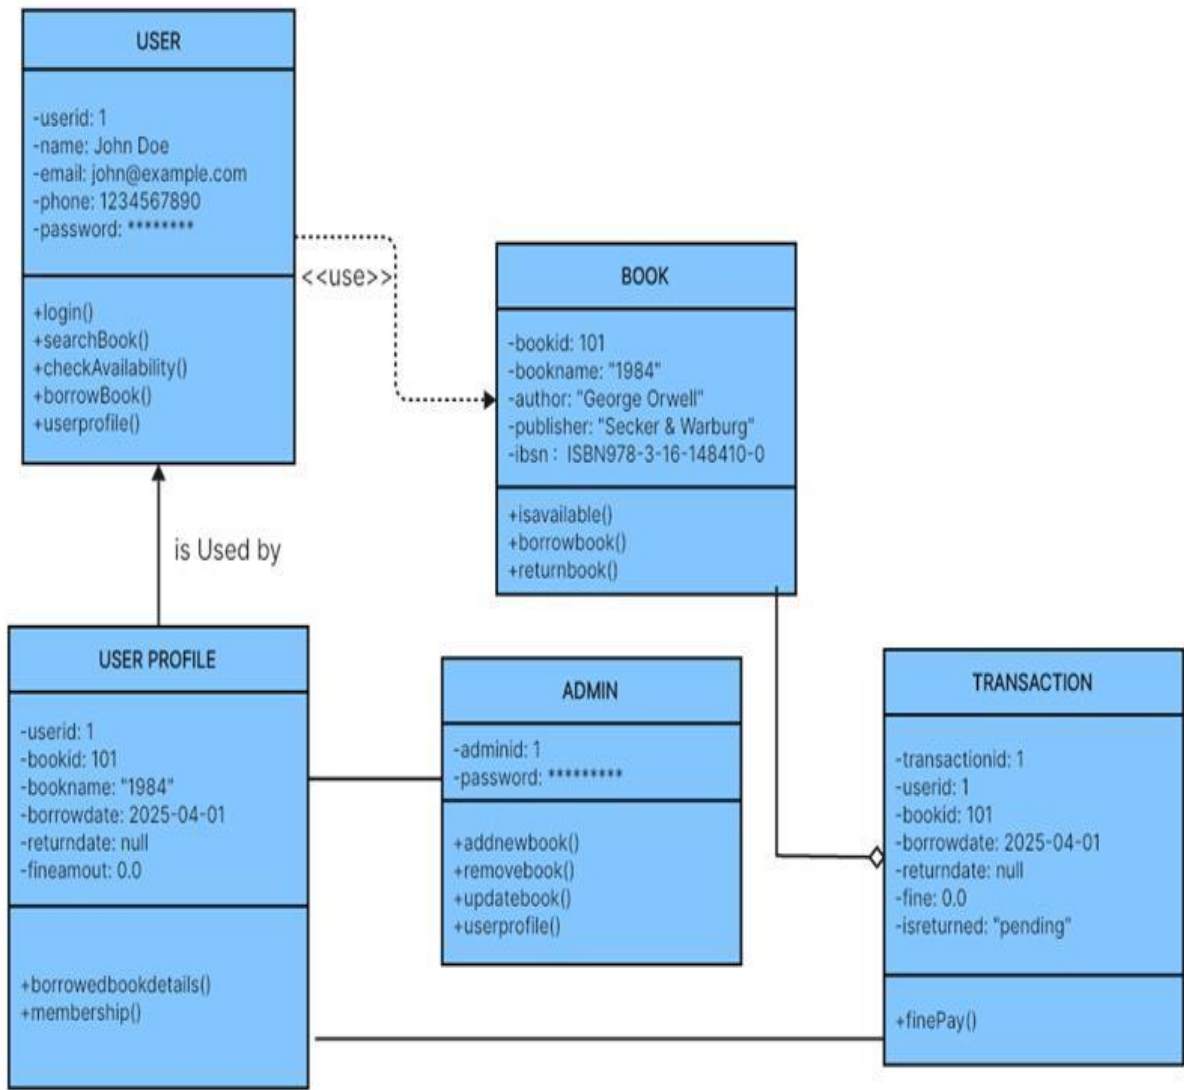 USER
-userid: 1
-name: John Doe
-email: john@example.com
-phone: 1234567890
-password: ********
+login()
+searchBook()
+checkAvailability()
+borrowBook()
+userprofile()
<<use>>
BOOK
-bookid: 101
-bookname: "1984"
-author: "George Orwell"
-publisher: "Secker & Warburg"
-ibsn : ISBN978-3-16-148410-0
+isavailable()
+borrowbook()
+returnbook()
is Used by
USER PROFILE
-userid: 1
-bookid: 101
-bookname: "1984"
-borrowdate: 2025-04-01
-returndate: null
-fineamout: 0.0
+borrowedbookdetails()
+membership()
ADMIN
-adminid: 1
-password: *********
+addnewbook()
+removebook()
+updatebook()
+userprofile()
TRANSACTION
-transactionid: 1
-userid: 1
-bookid: 101
-borrowdate: 2025-04-01
-returndate: null
-fine: 0.0
-isreturned: "pending"
+finePay()